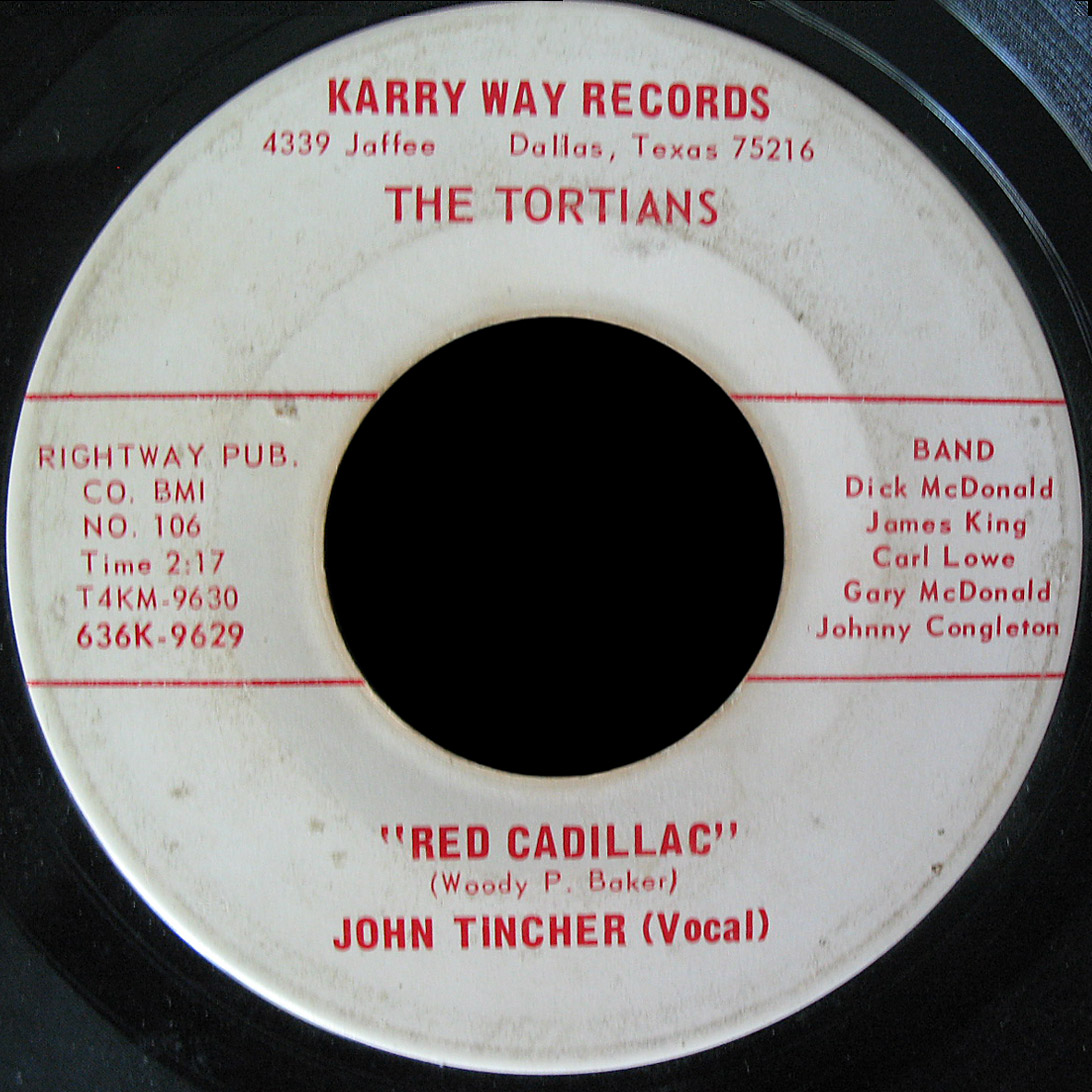 KARRY WAY RECORDS
4339 Jaffee Dallas, Texas 75216
THE TORTIANS
RIGHTWAY PUB.
CO. BMI
NO. 106
Time 2:17
T4KM-9630
636K-9629
BAND
Dick McDonald
James King
Carl Lowe
Gary McDonald
Johnny Congleton
"RED CADILLAC"
(Woody P. Baker)
JOHN TiNCHER (Vocal)